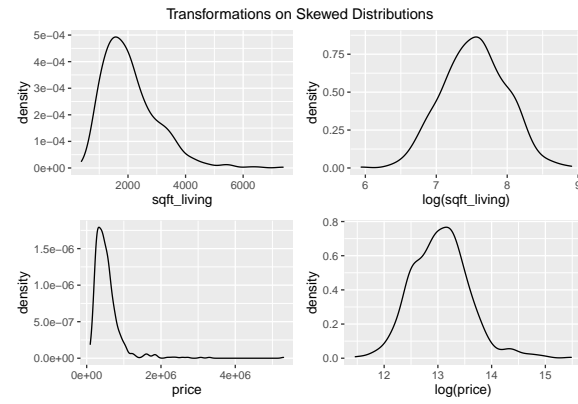 Transformations on Skewed Distributions
5e−04
4e−04
3e−04
2e−04
1e−04
0e+00
density
2000 4000 6000
sqft_living
0.75
0.50
0.25
0.00
density
6 7 8 9
log(sqft_living)
1.5e−06
1.0e−06
5.0e−07
0.0e+00
density
0e+00 2e+06 4e+06
price
0.8
0.6
0.4
0.2
0.0
density
12 13 14 15
log(price)